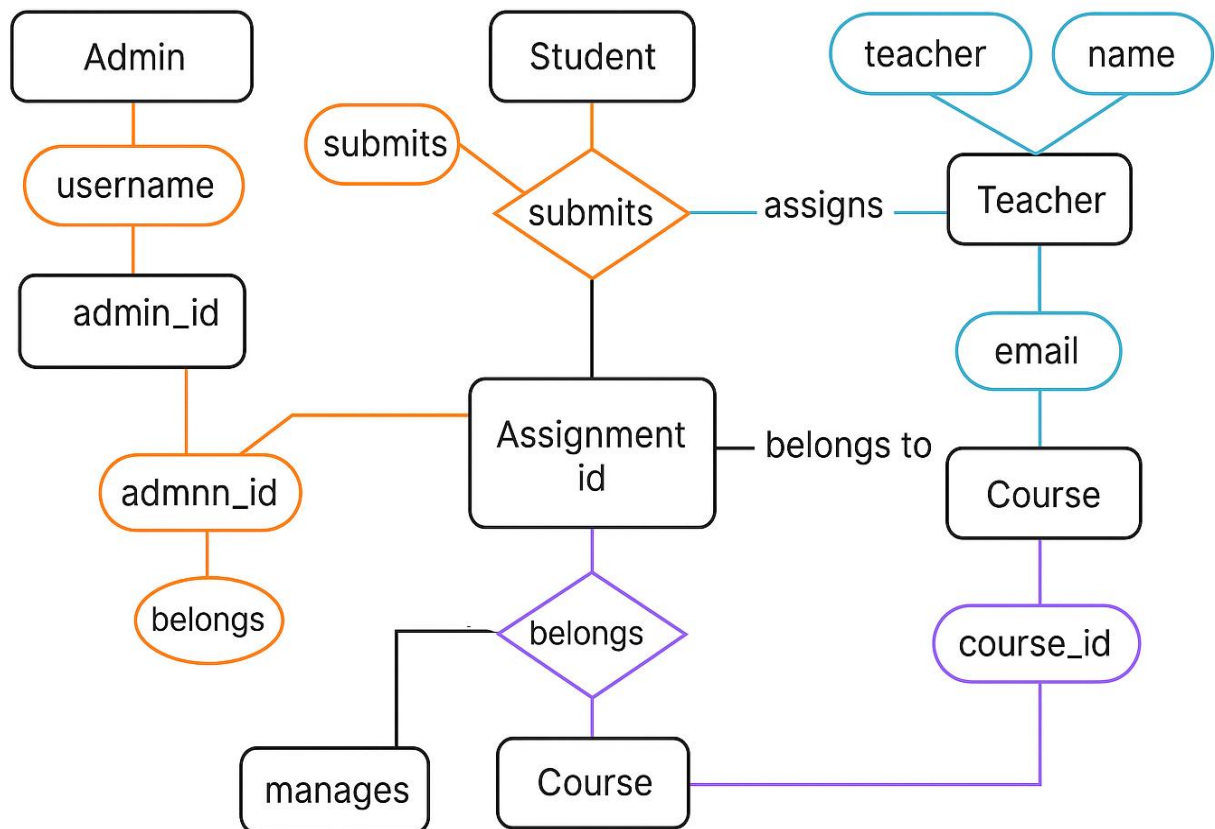 Admin
Student
teacher
name
submits
username
submits
assigns
Teacher
admin_id
email
Assignment
id
belongs to
admnn_id
Course
belongs
belongs
course_id
manages
Course